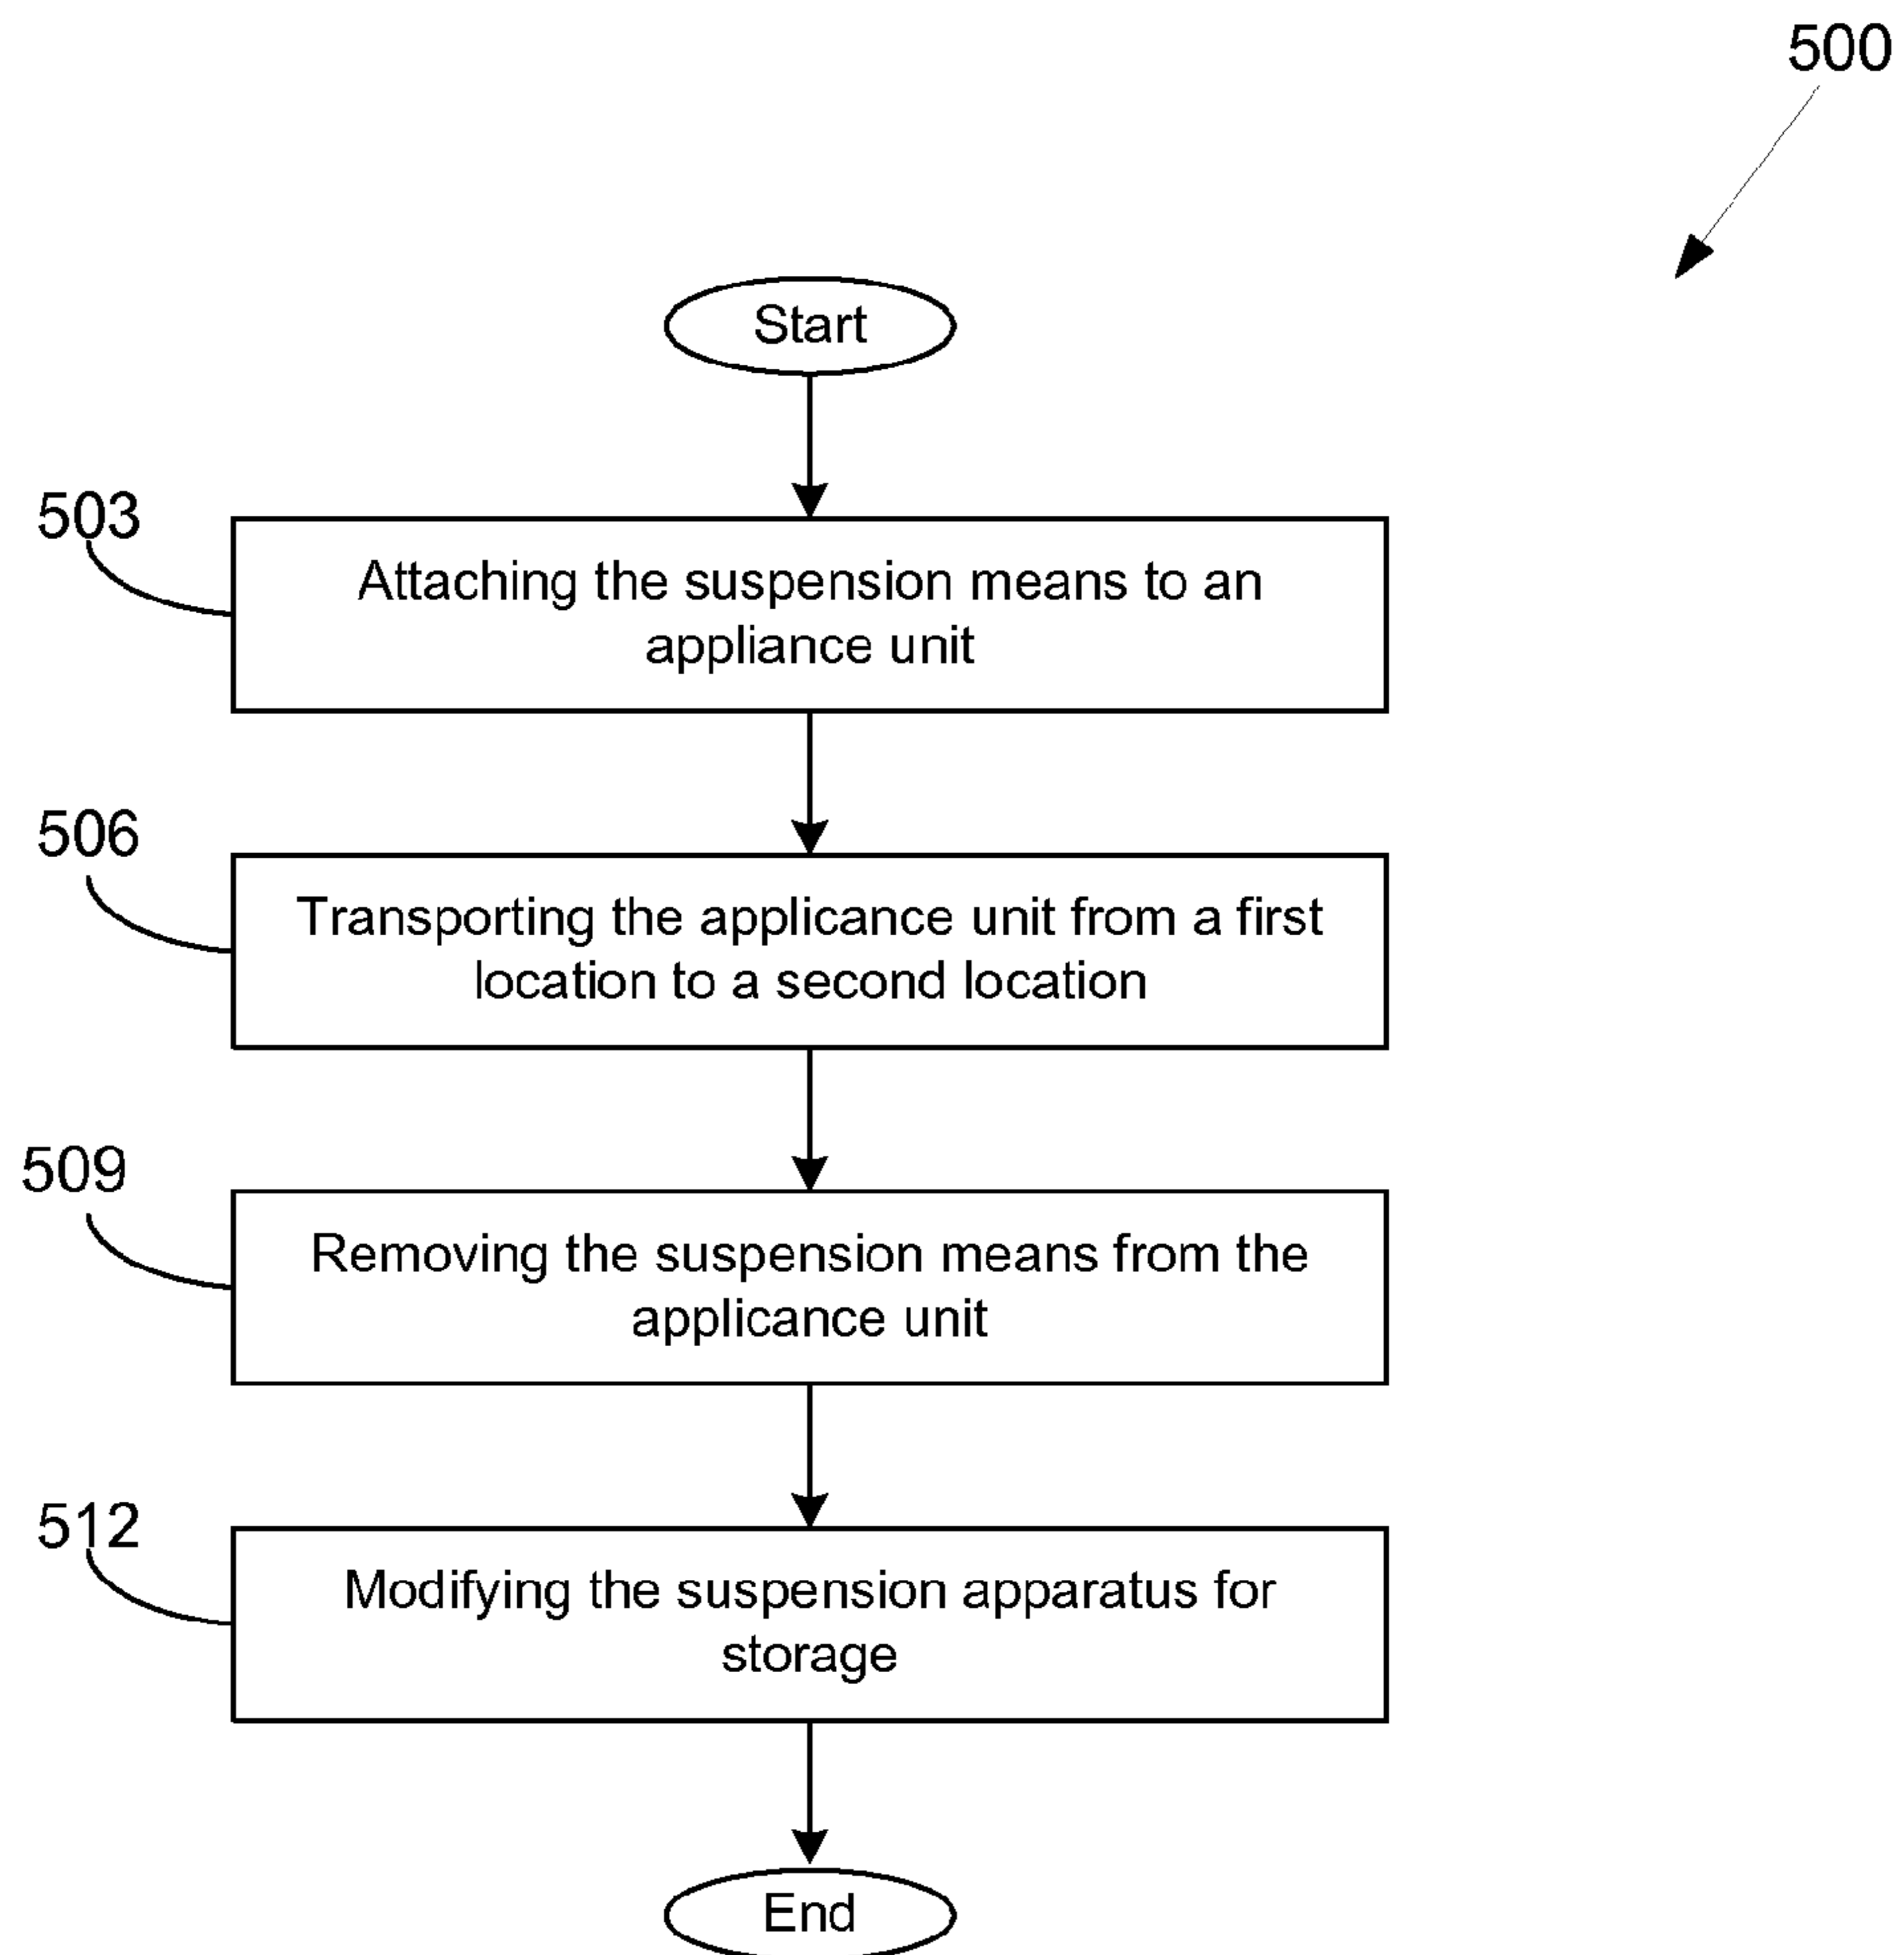 500
Start
503
Attaching the suspension means to an
appliance unit
506
Transporting the applicance unit from a first
location to a second location
509
Removing the suspension means from the
applicance unit
512
Modifying the suspension apparatus for
storage
End